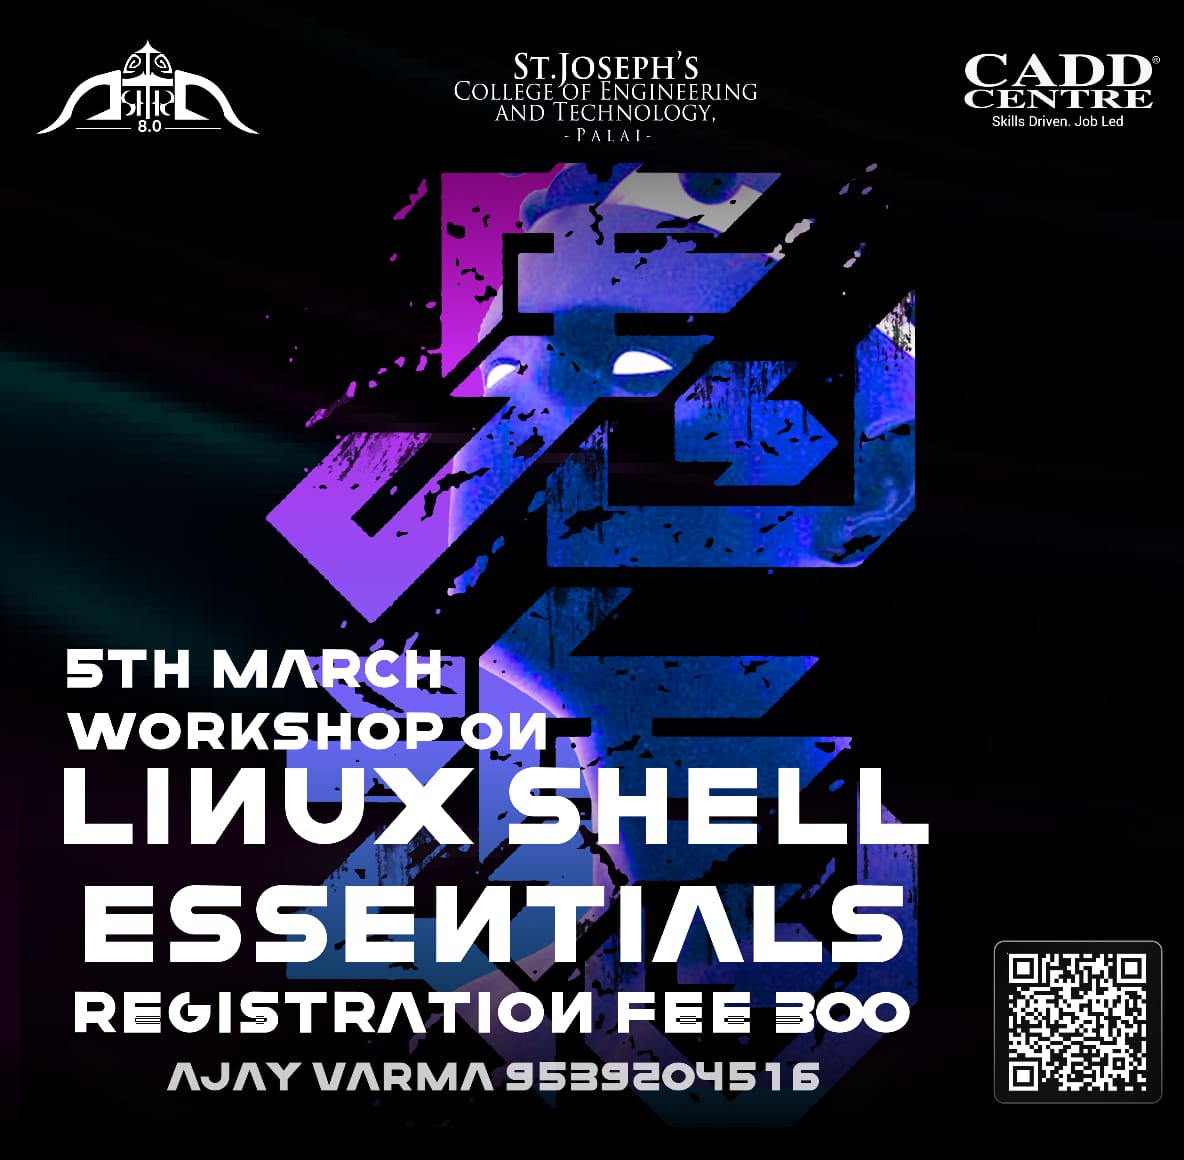 8.0
ST.JOSEPH'S
COLLEGE OF ENGINEERING
AND TECHNOLOGY,
-PALAI-
CADD®
CENTRE
Skills Driven. Job Led
5TH MARCH
WORKSHOP ON
LINUX SHELL
ESSENTIALS
REGISTRATION FEE 300
AJAY VARMA 9539204516